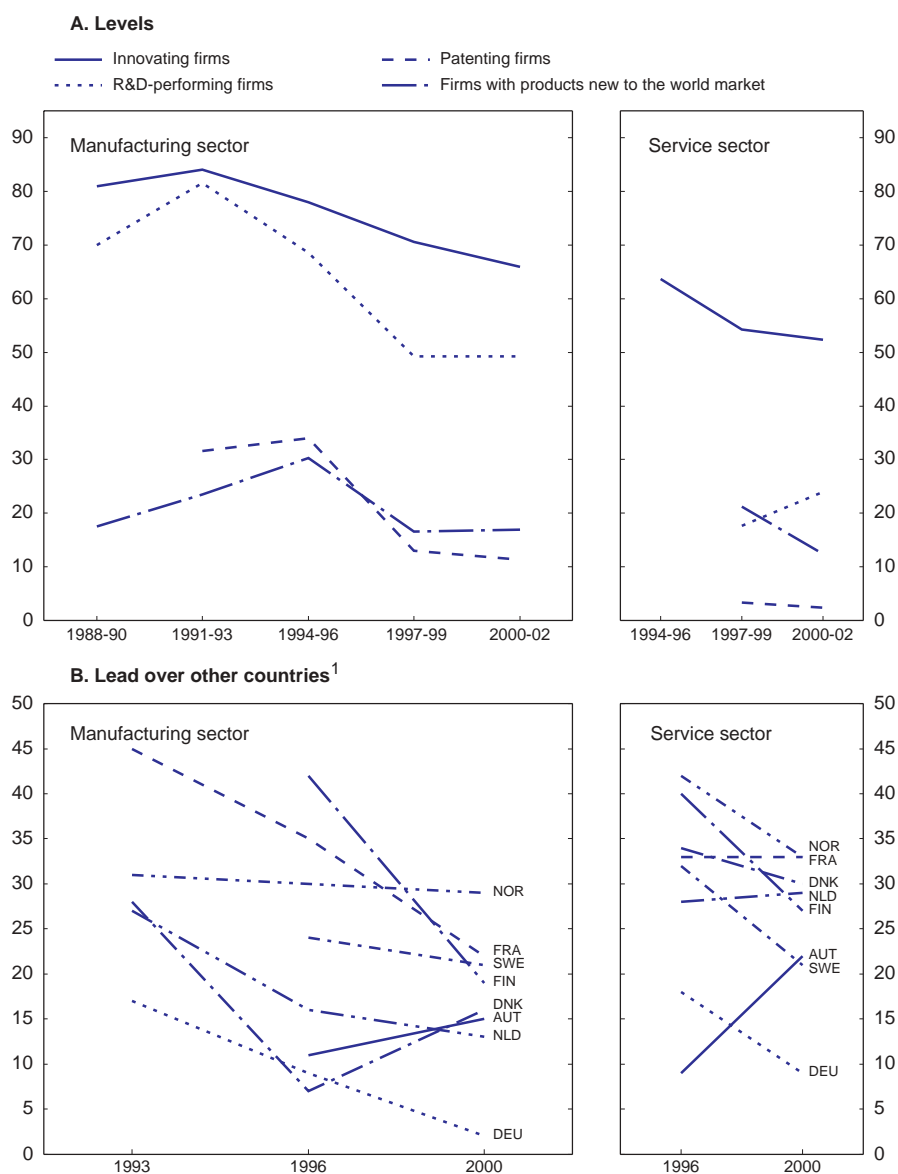 A. Levels
Innovating firms
Patenting firms
R&D-performing firms
Firms with products new to the world market
Manufacturing sector
Service sector
90 90
80 80
70 70
60 60
50 50
40 40
30 30
20 20
10 10
0 0
1988-90 1991-93 1994-96 1997-99 2000-02 1994-96 1997-99 2000-02
B. Lead over other countries1
50 50
Manufacturing sector
Service sector
45 45
40 40
35 35
30 30
25 25
20 20
15 15
10 10
5 5
0 0
NOR
FRA
SWE
FIN
DNK
AUT
NLD
DEU
NOR
FRA
DNK
NLD
FIN
AUT
SWE
DEU
1993 1996 2000 1996 2000